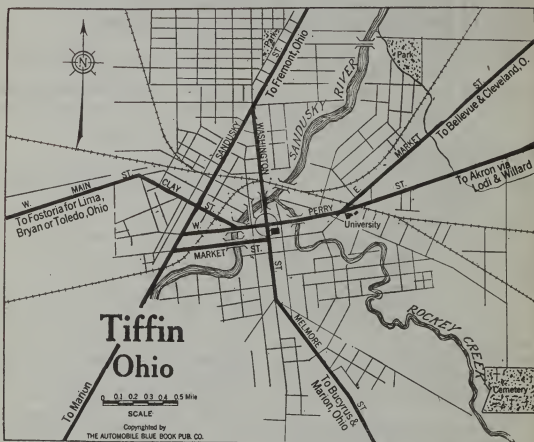 N
Park
ST.
To Fremont, Ohio
SANDUSKY
WASHINGTON
SANDUSKY RIVER
Park
To Bellevue & Cleveland, O.
E. MARKET ST.
To Akron via
Lodi & Willard
PERRY ST.
University
W. MAIN ST.
CLAY ST.
To Fostoria for Lima,
Bryan or Toledo, Ohio
W.
MARKET ST.
ST.
MELMORE ST
To Bucyrus &
Marion, Ohio
ROCKEY CREEK
Cemetery
Tiffin
Ohio
To Marion
0 0.1 0.2 0.3 0.4 0.5 Mile
SCALE
Copyrighted by
THE AUTOMOBILE BLUE BOOK PUB. CO.